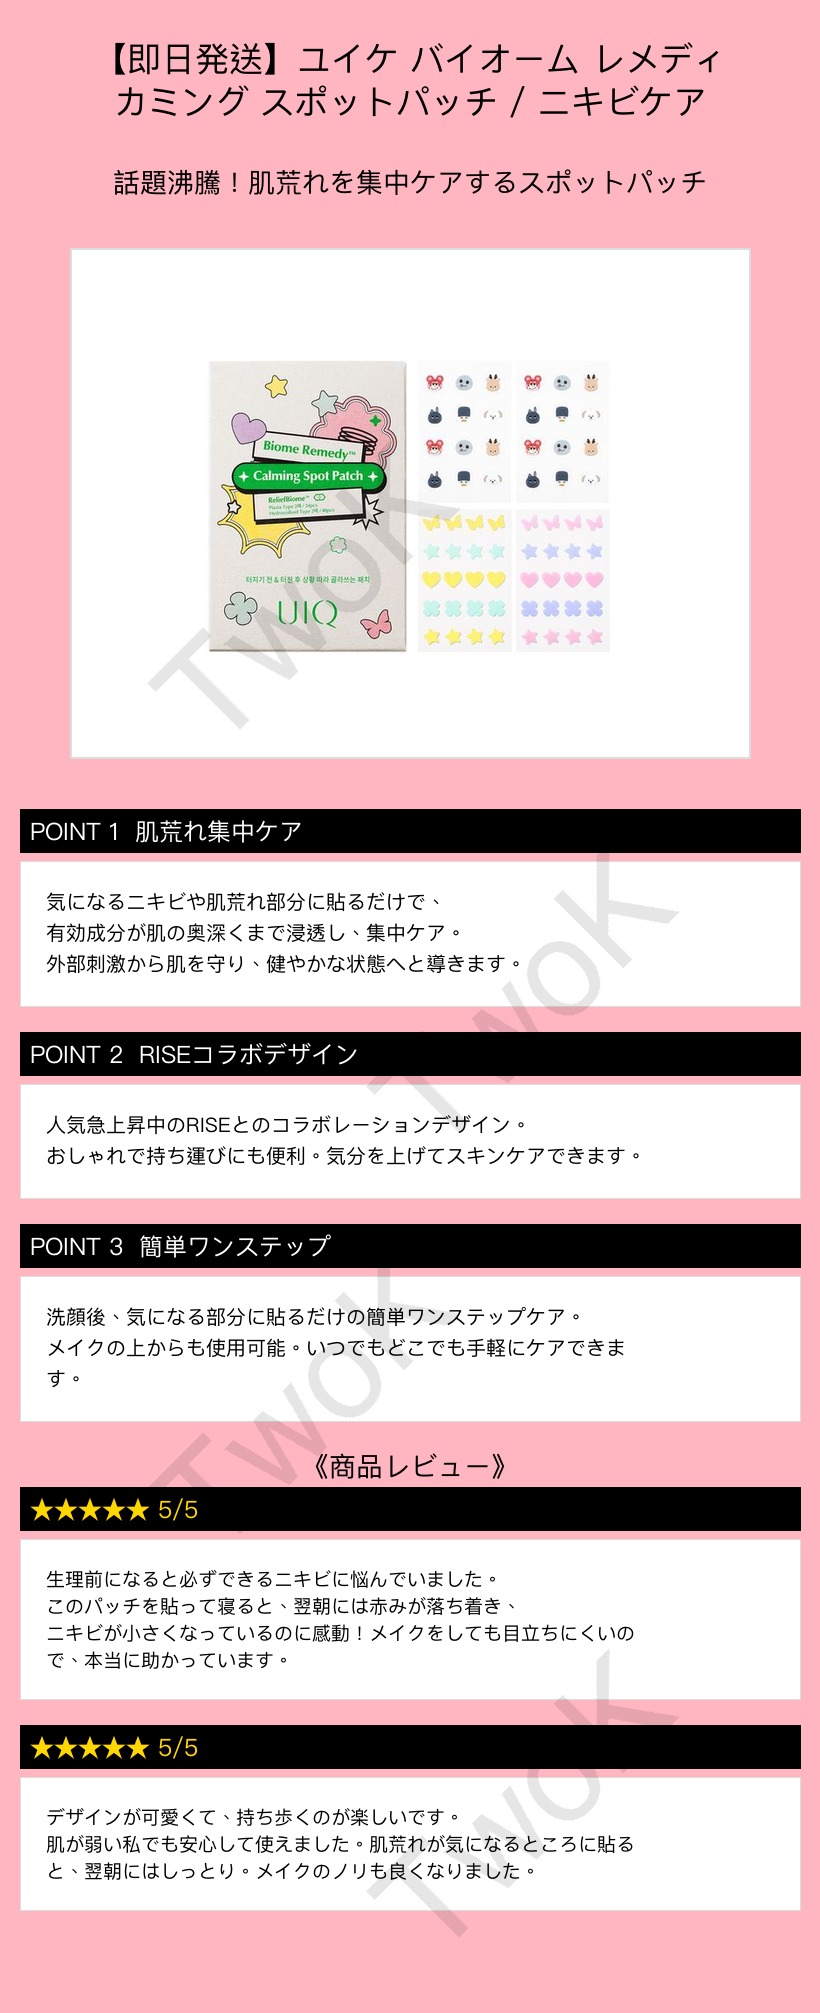 【即日発送】ユイケ バイオーム レメディ
カミング スポットパッチ / ニキビケア
話題沸騰！肌荒れを集中ケアするスポットパッチ
Biome Remedy™
Calming Spot Patch
ReliefBiome™
Plasta Type 2매 / 24pcs
Hydrocolloid Type 2매 / 40pcs
터지기 전 & 터진 후 상황 따라 골라쓰는 패치
UIQ
TwoK
POINT 1 肌荒れ集中ケア
気になるニキビや肌荒れ部分に貼るだけで、
有効成分が肌の奥深くまで浸透し、集中ケア。
外部刺激から肌を守り、健やかな状態へと導きます。
TwoK
POINT 2 RISEコラボデザイン
人気急上昇中のRISEとのコラボレーションデザイン。
おしゃれで持ち運びにも便利。気分を上げてスキンケアできます。
POINT 3 簡単ワンステップ
洗顔後、気になる部分に貼るだけの簡単ワンステップケア。
メイクの上からも使用可能。いつでもどこでも手軽にケアできま
す。
TwoK
《商品レビュー》
★★★★★ 5/5
生理前になると必ずできるニキビに悩んでいました。
このパッチを貼って寝ると、翌朝には赤みが落ち着き、
ニキビが小さくなっているのに感動！メイクをしても目立ちにくいの
で、本当に助かっています。
★★★★★ 5/5
デザインが可愛くて、持ち歩くのが楽しいです。
肌が弱い私でも安心して使えました。肌荒れが気になるところに貼る
と、翌朝にはしっとり。メイクのノリも良くなりました。
TwoK